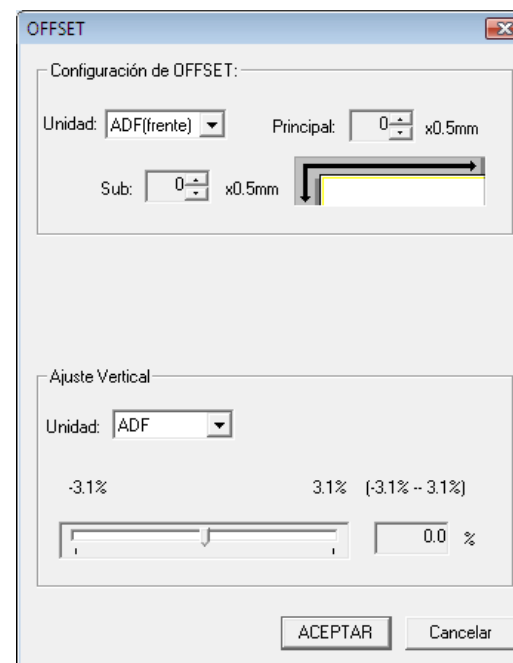 OFFSET
Configuración de OFFSET:
Unidad: ADF(frente) Principal: 0 x0.5mm
Sub: 0 x0.5mm
Ajuste Vertical
Unidad: ADF
-3.1% 3.1% (-3.1% -- 3.1%)
0.0 %
ACEPTAR Cancelar